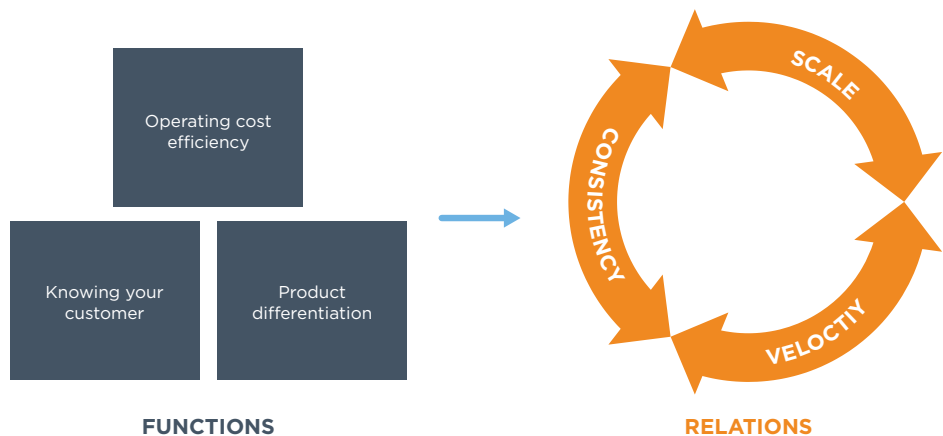 Operating cost
efficiency
Knowing your
customer
Product
differentiation
FUNCTIONS
SCALE
CONSISTENCY
VELOCTIY
RELATIONS